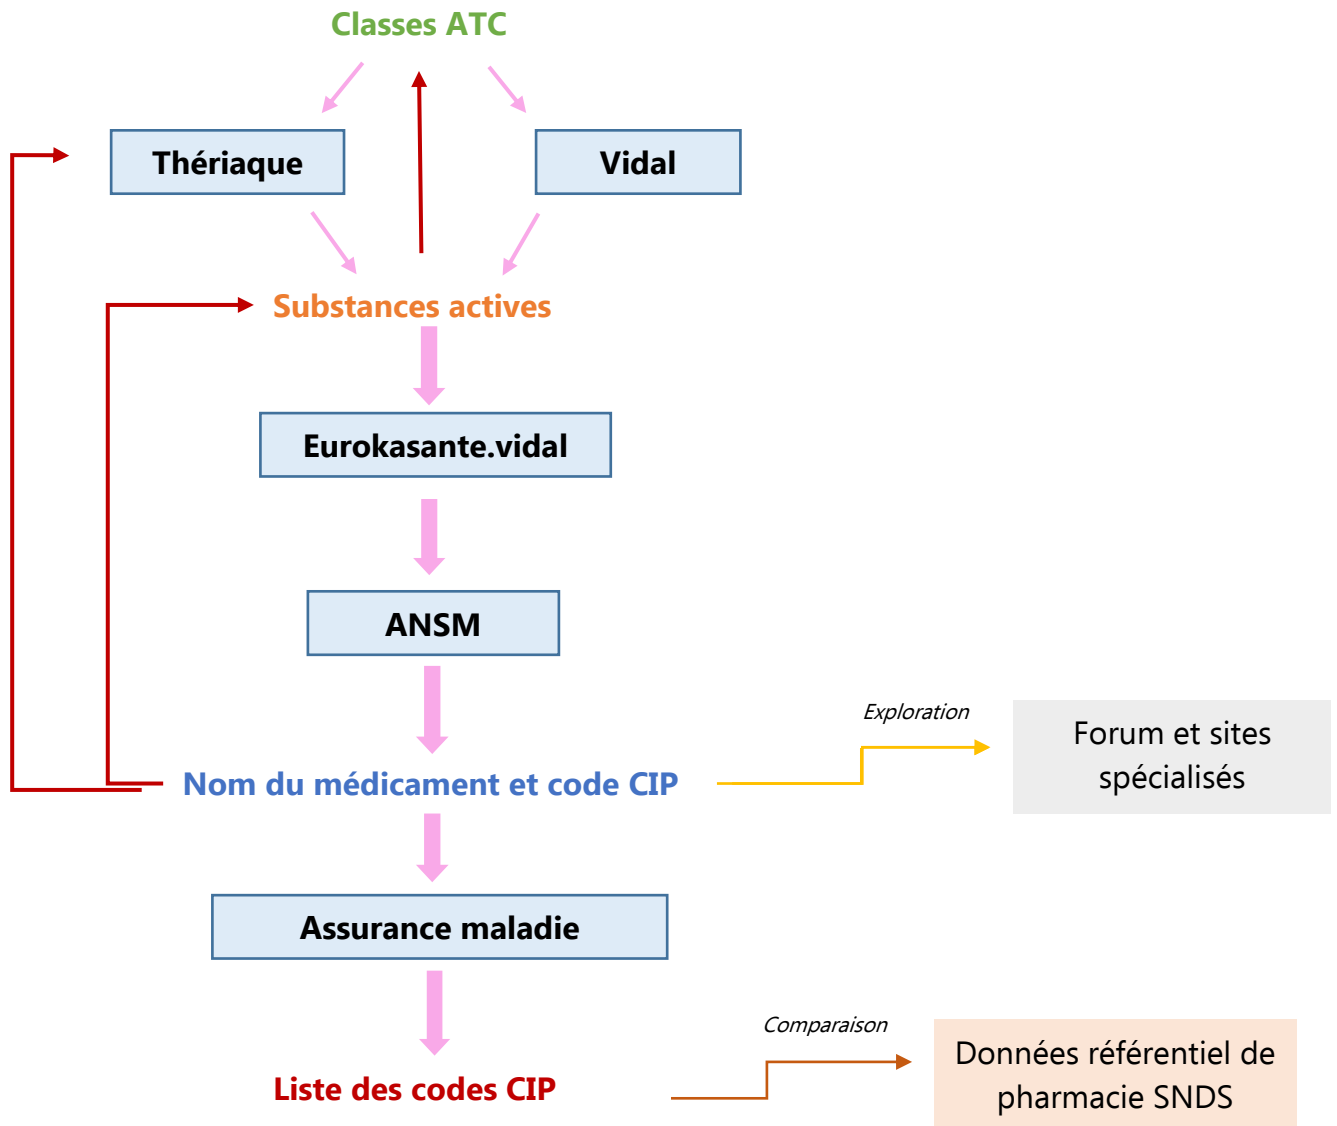 Classes ATC
Thériaque
Vidal
Substances actives
Eurokasante.vidal
ANSM
Exploration
Forum et sites
spécialisés
Nom du médicament et code CIP
Assurance maladie
Comparaison
Données référentiel de
pharmacie SNDS
Liste des codes CIP